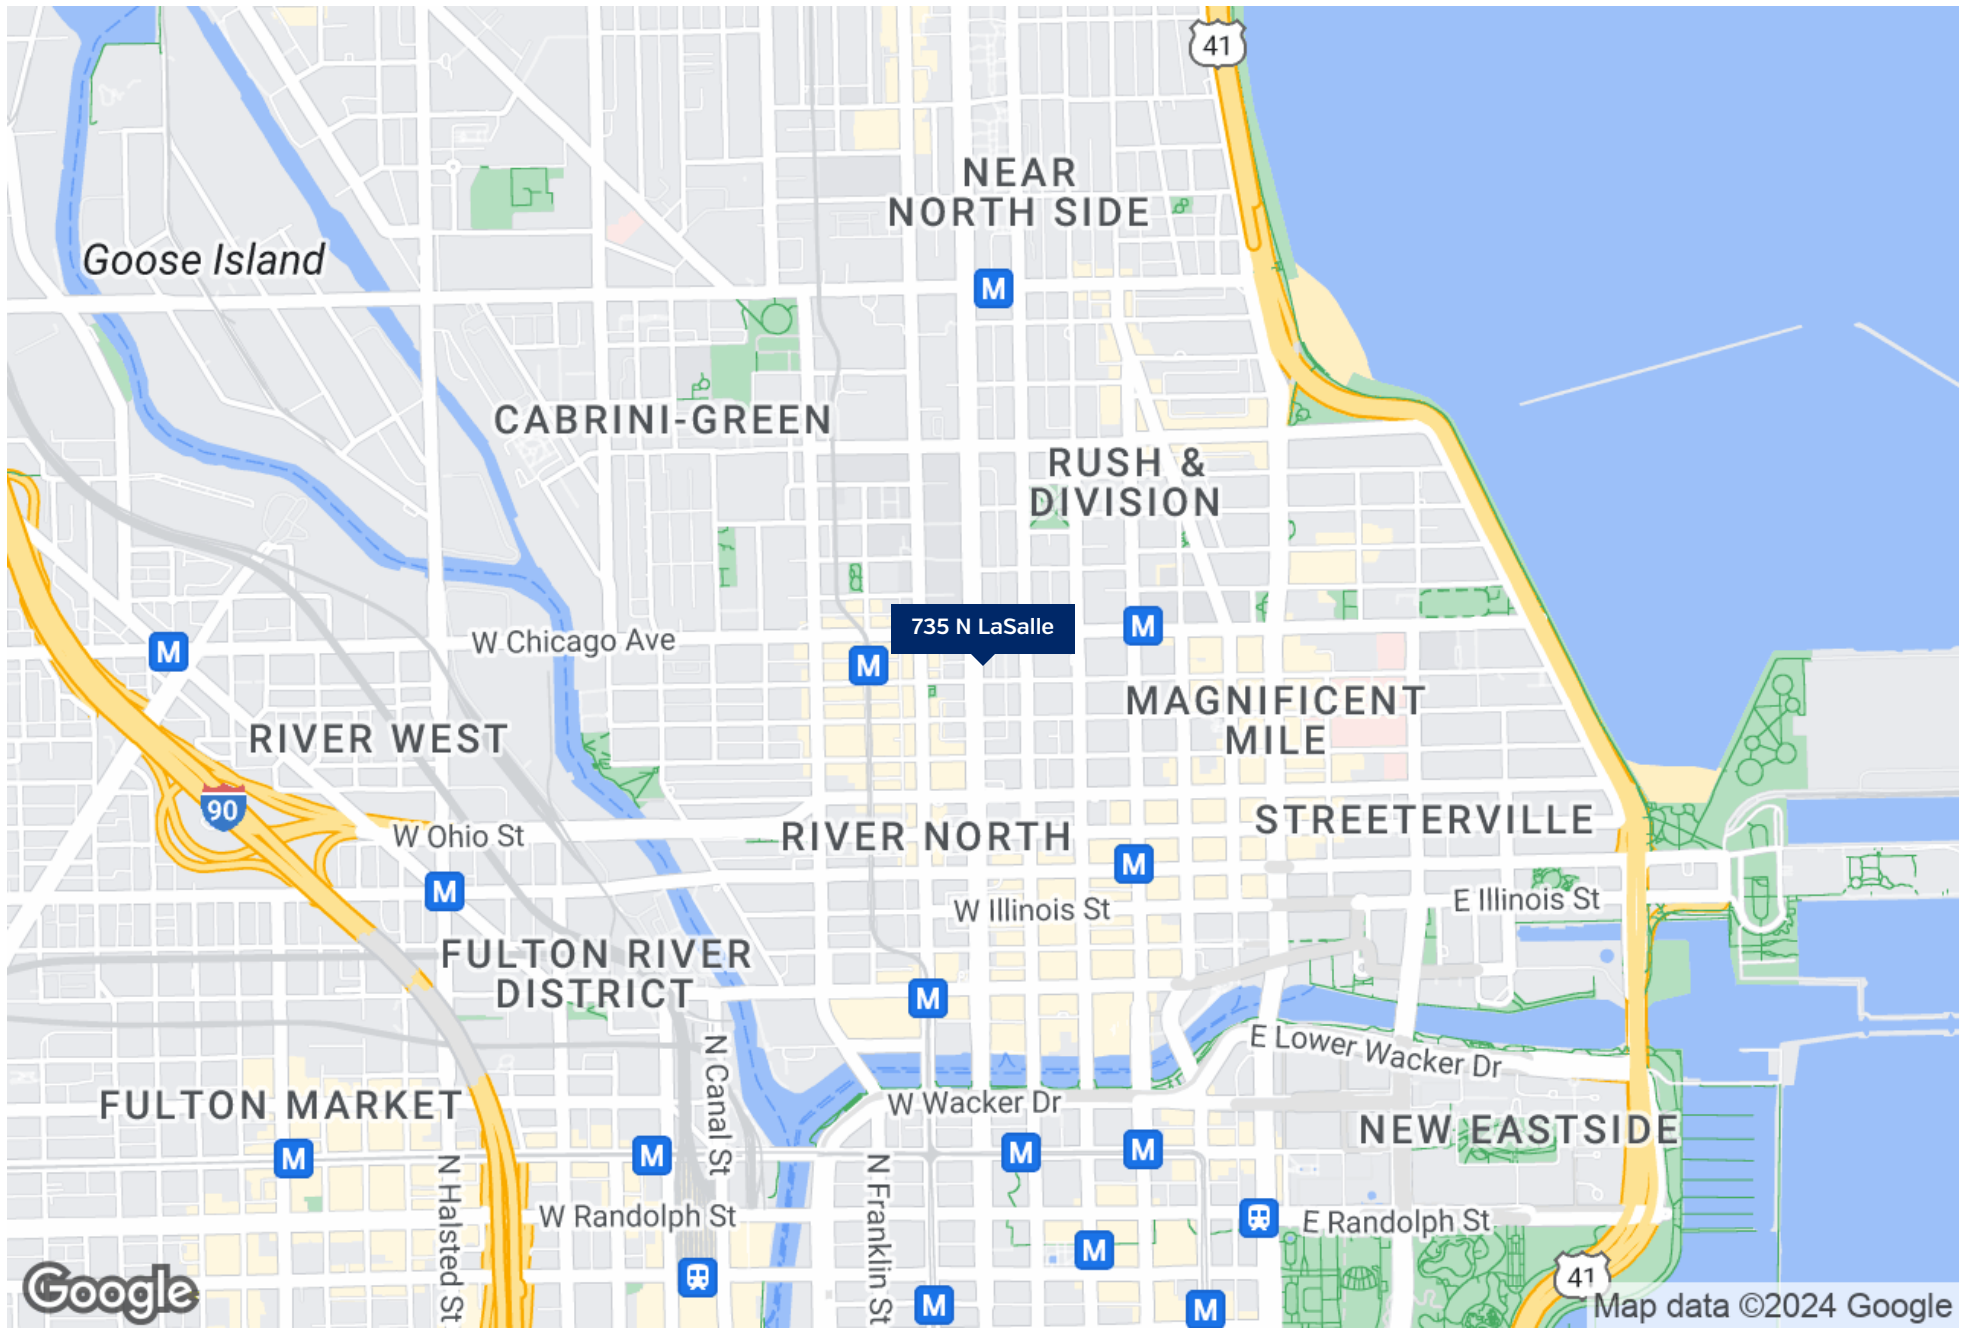 41
NEAR
NORTH SIDE
Goose Island
M
CABRINI-GREEN
RUSH &
DIVISION
735 N LaSalle
M
W Chicago Ave
M
M
MAGNIFICENT
MILE
RIVER WEST
90
STREETERVILLE
W Ohio St
RIVER NORTH
M
M
E Illinois St
W Illinois St
FULTON RIVER
DISTRICT
M
E Lower Wacker Dr
N Canal St
FULTON MARKET
W Wacker Dr
NEW EASTSIDE
M
M
M
M
N Halsted St
N Franklin St
W Randolph St
E Randolph St
M
41
Google
M
M
Map data ©2024 Google